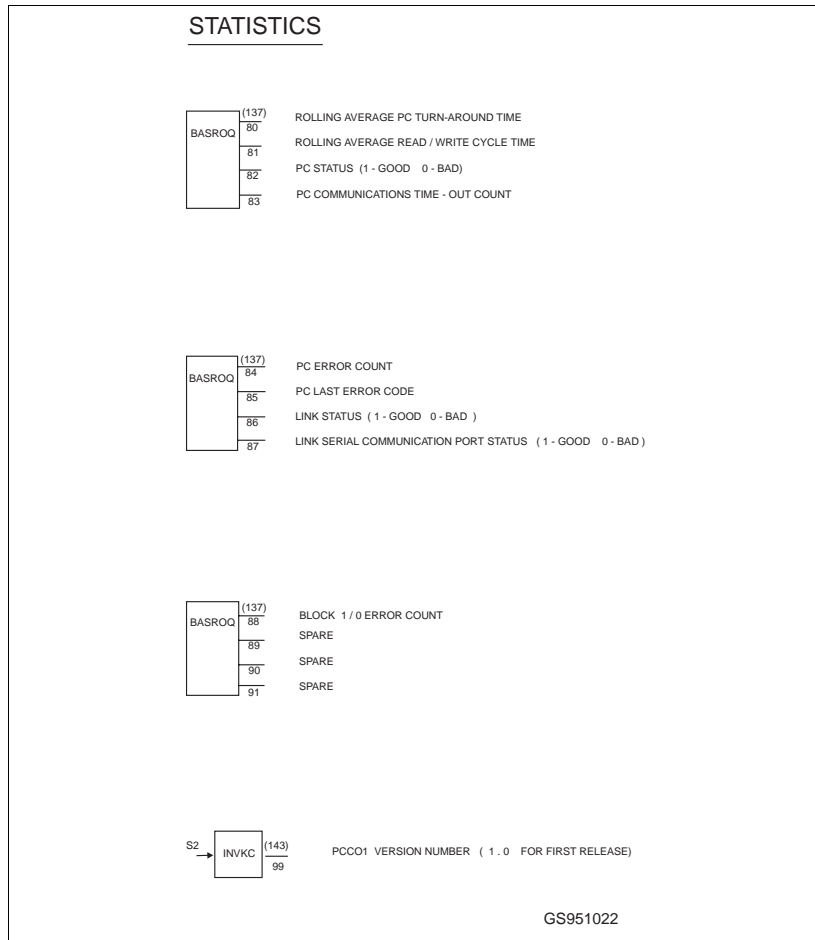 STATISTICS
BASROQ
(137)
80
ROLLING AVERAGE PC TURN-AROUND TIME
81
ROLLING AVERAGE READ / WRITE CYCLE TIME
82
PC STATUS (1 - GOOD 0 - BAD)
83
PC COMMUNICATIONS TIME - OUT COUNT
BASROQ
(137)
84
PC ERROR COUNT
85
PC LAST ERROR CODE
86
LINK STATUS ( 1 - GOOD 0 - BAD )
87
LINK SERIAL COMMUNICATION PORT STATUS ( 1 - GOOD 0 - BAD )
BASROQ
(137)
88
BLOCK 1 / 0 ERROR COUNT
89
SPARE
90
SPARE
91
SPARE
S2
INVKC
(143)
99
PCCO1 VERSION NUMBER ( 1 . 0 FOR FIRST RELEASE)
GS951022